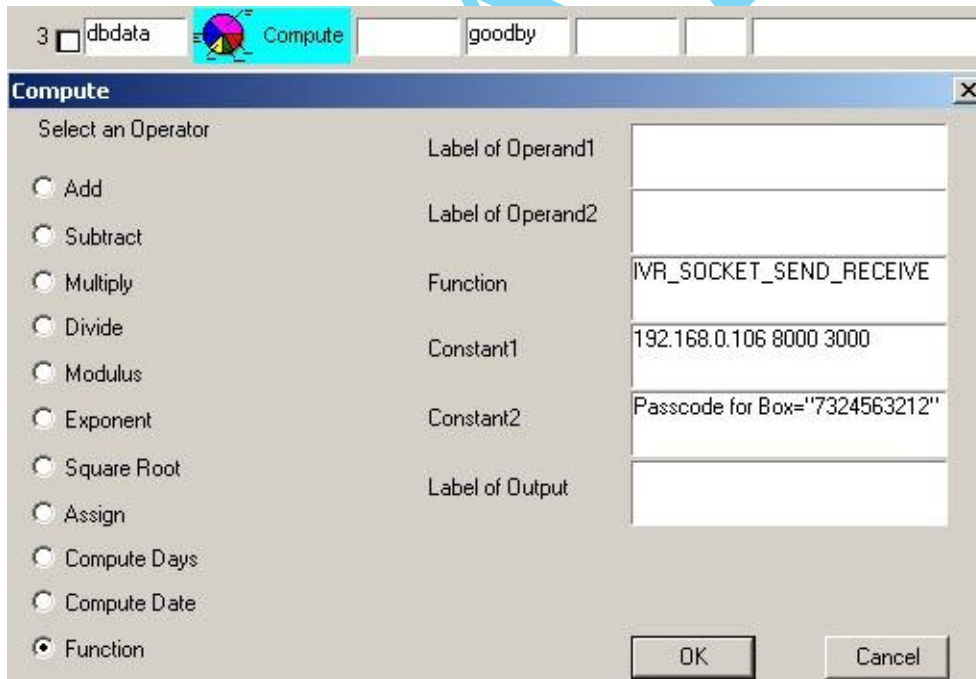 3 dbdata Compute goodby
Compute
Select an Operator
Add
Subtract
Multiply
Divide
Modulus
Exponent
Square Root
Assign
Compute Days
Compute Date
Function
Label of Operand1
Label of Operand2
Function IVR_SOCKET_SEND_RECEIVE
Constant1 192.168.0.106 8000 3000
Constant2 Passcode for Box="7324563212"
Label of Output
OK Cancel